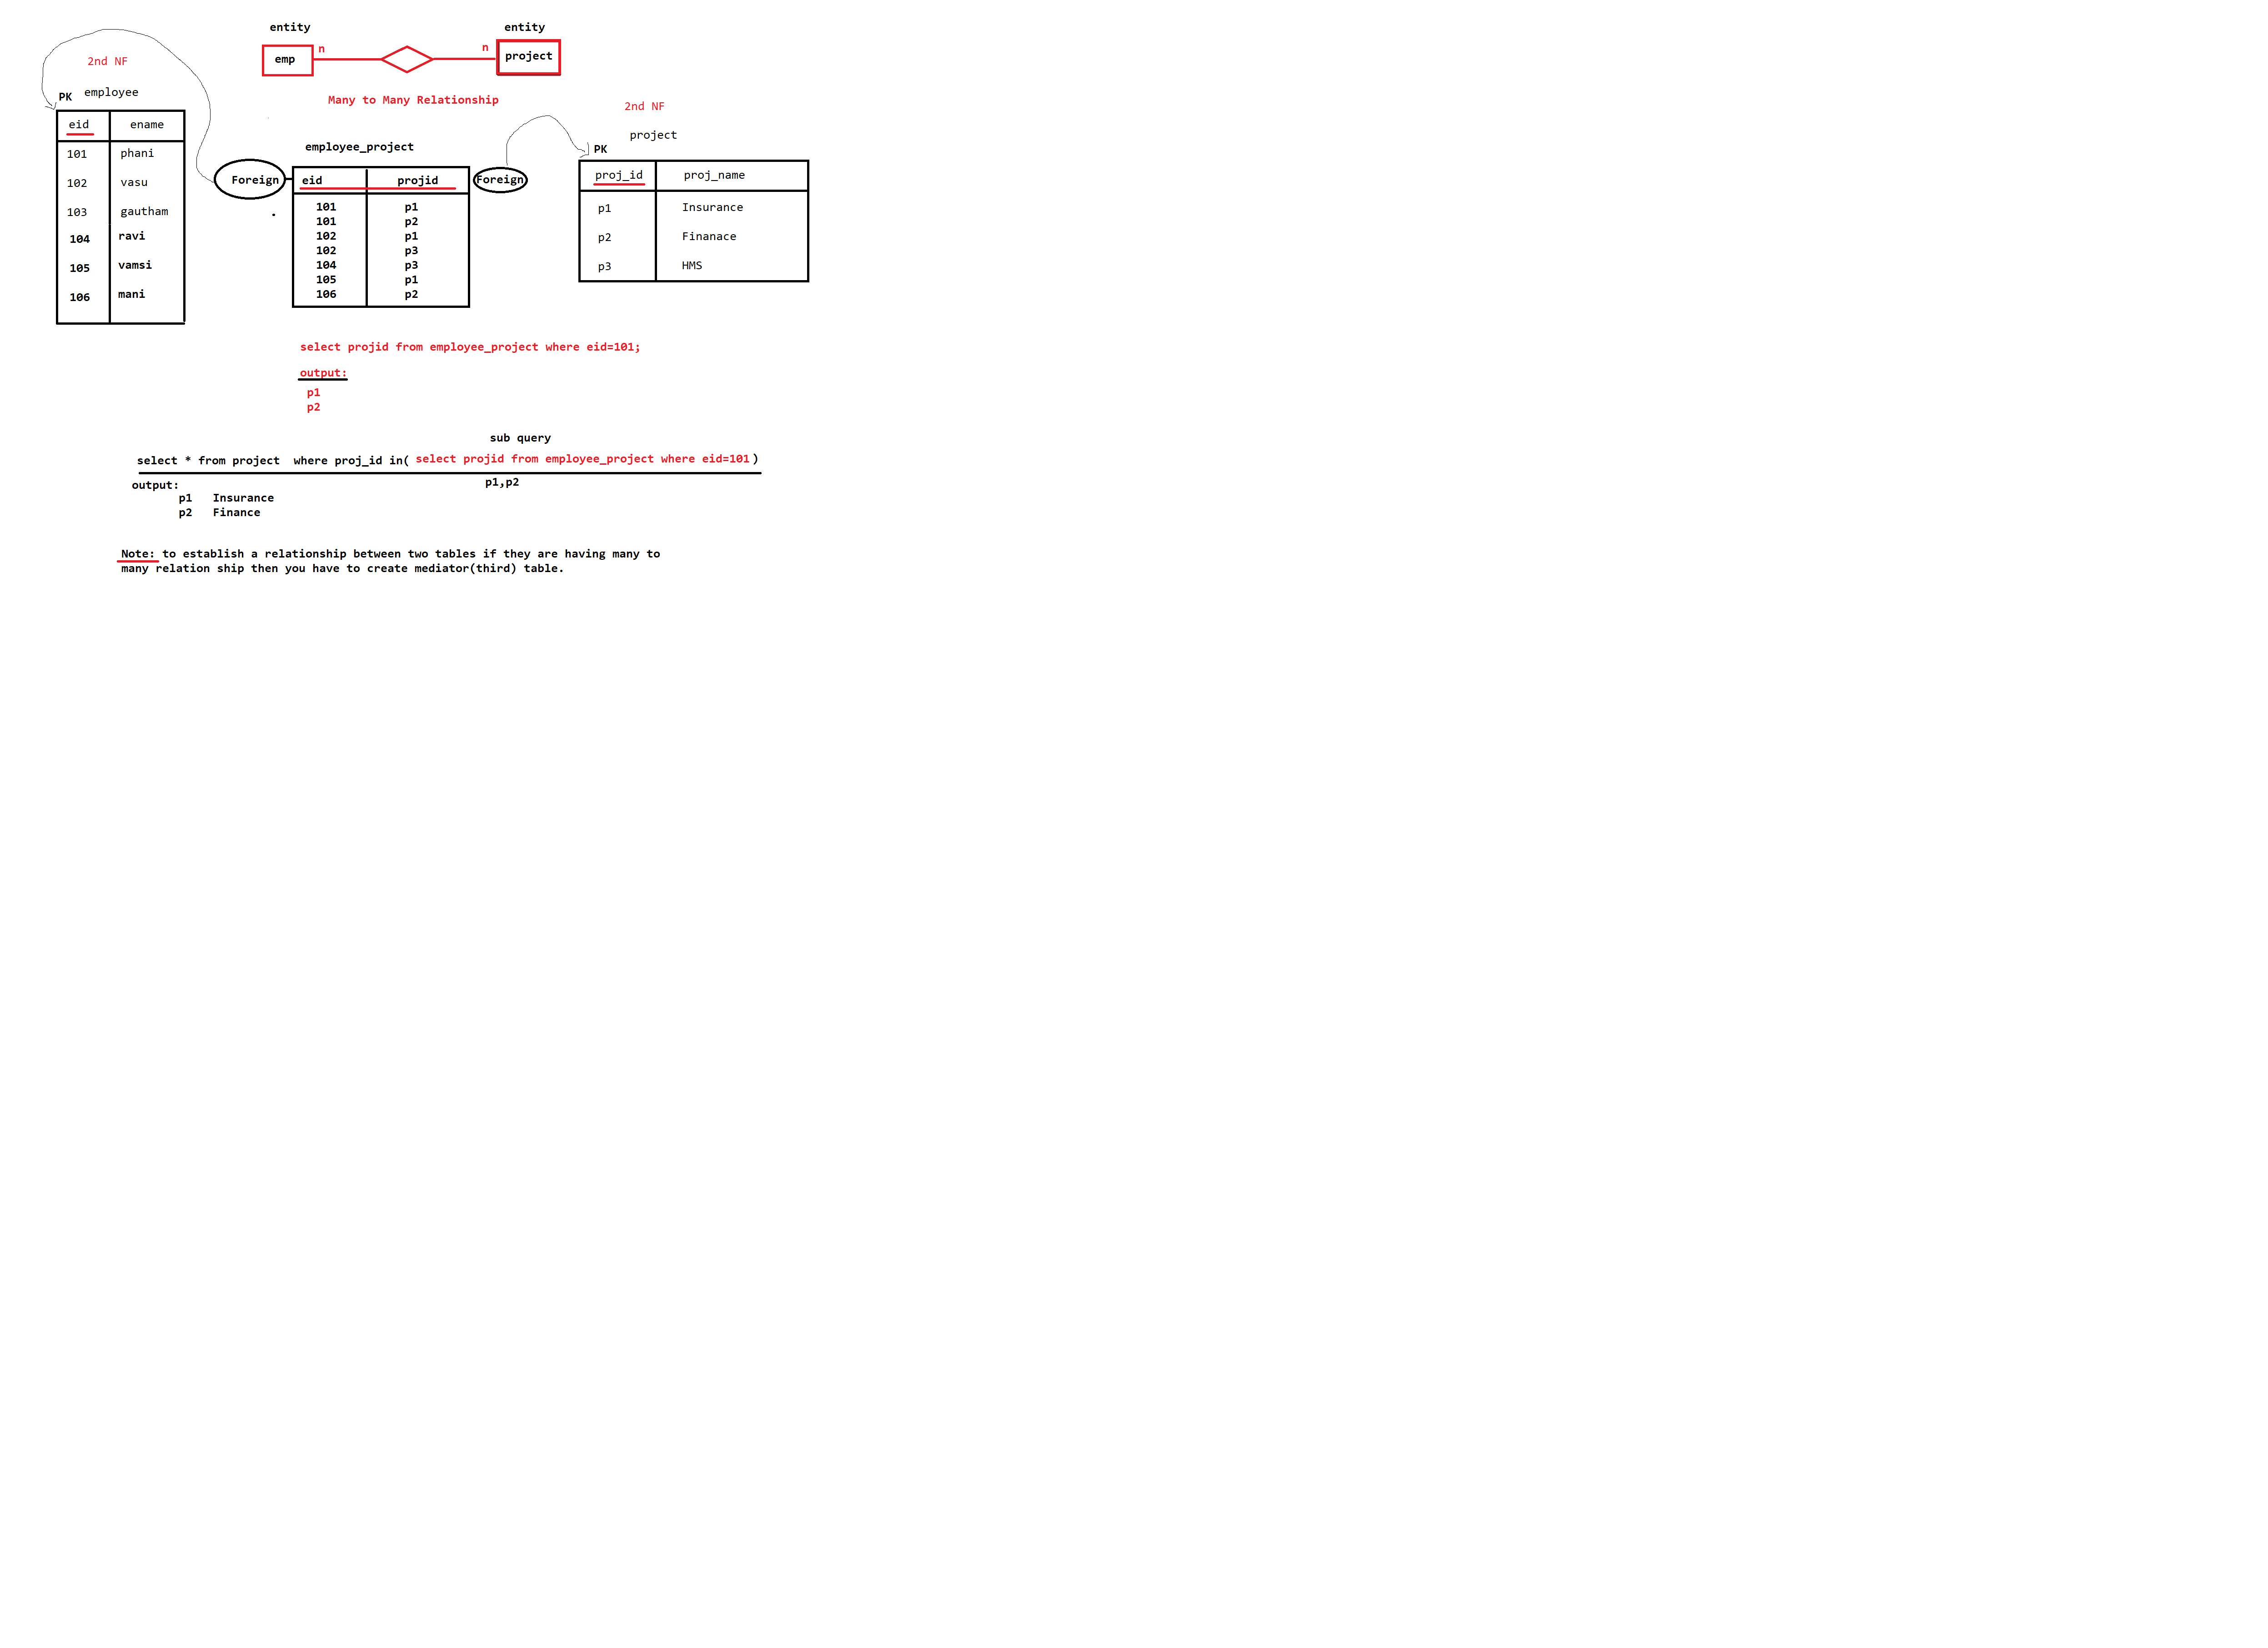 entity
entity
emp
n
n
project
Many to Many Relationship
2nd NF
PK employee
eid ename
101 phani
102 vasu
103 gautham
104 ravi
105 vamsi
106 mani
employee_project
Foreign
eid projid
Foreign
101 p1
101 p2
102 p1
102 p3
104 p3
105 p1
106 p2
2nd NF
project
PK
proj_id proj_name
p1 Insurance
p2 Finanace
p3 HMS
select projid from employee_project where eid=101;
output:
p1
p2
sub query
select * from project where proj_id in( select projid from employee_project where eid=101 )
p1,p2
output:
p1 Insurance
p2 Finance
Note: to establish a relationship between two tables if they are having many to
many relation ship then you have to create mediator(third) table.